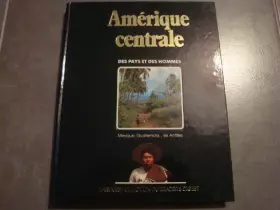 Amérique
centrale
DES PAYS ET DES HOMMES
Mexique, Guatemala, les Antilles